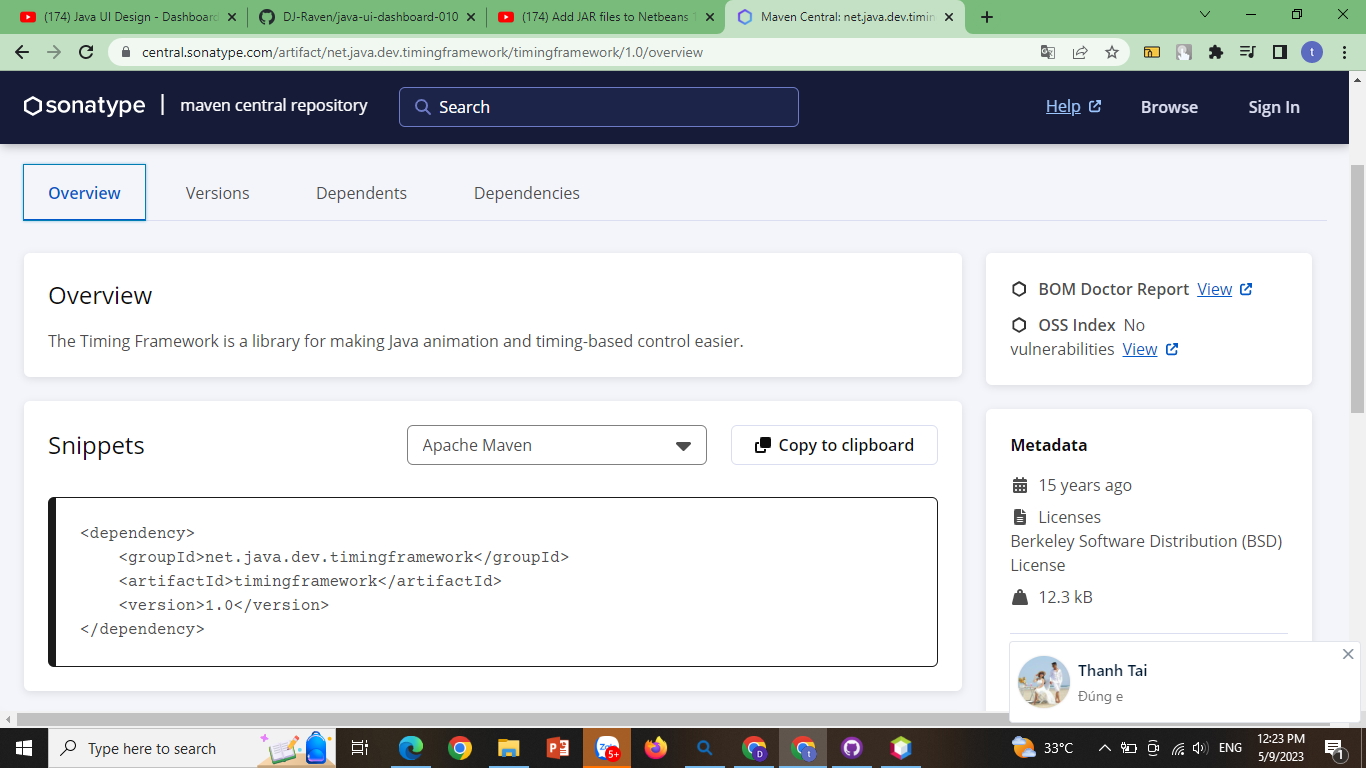 (174) Java UI Design - Dashboard
DJ-Raven/java-ui-dashboard-010
(174) Add JAR files to Netbeans 1
Maven Central: net.java.dev.timin
central.sonatype.com/artifact/net.java.dev.timingframework/timingframework/1.0/overview
t
sonatype | maven central repository
Search
Help
Browse
Sign In
Overview
Versions
Dependents
Dependencies
Overview
The Timing Framework is a library for making Java animation and timing-based control easier.
BOM Doctor Report View
OSS Index No
vulnerabilities View
Snippets
Apache Maven
Copy to clipboard
<dependency>
<groupId>net.java.dev.timingframework</groupId>
<artifactId>timingframework</artifactId>
<version>1.0</version>
</dependency>
Metadata
15 years ago
Licenses
Berkeley Software Distribution (BSD)
License
12.3 kB
Thanh Tai
Đúng e
Type here to search
5+
D
t
33°C
ENG
12:23 PM
5/9/2023
1